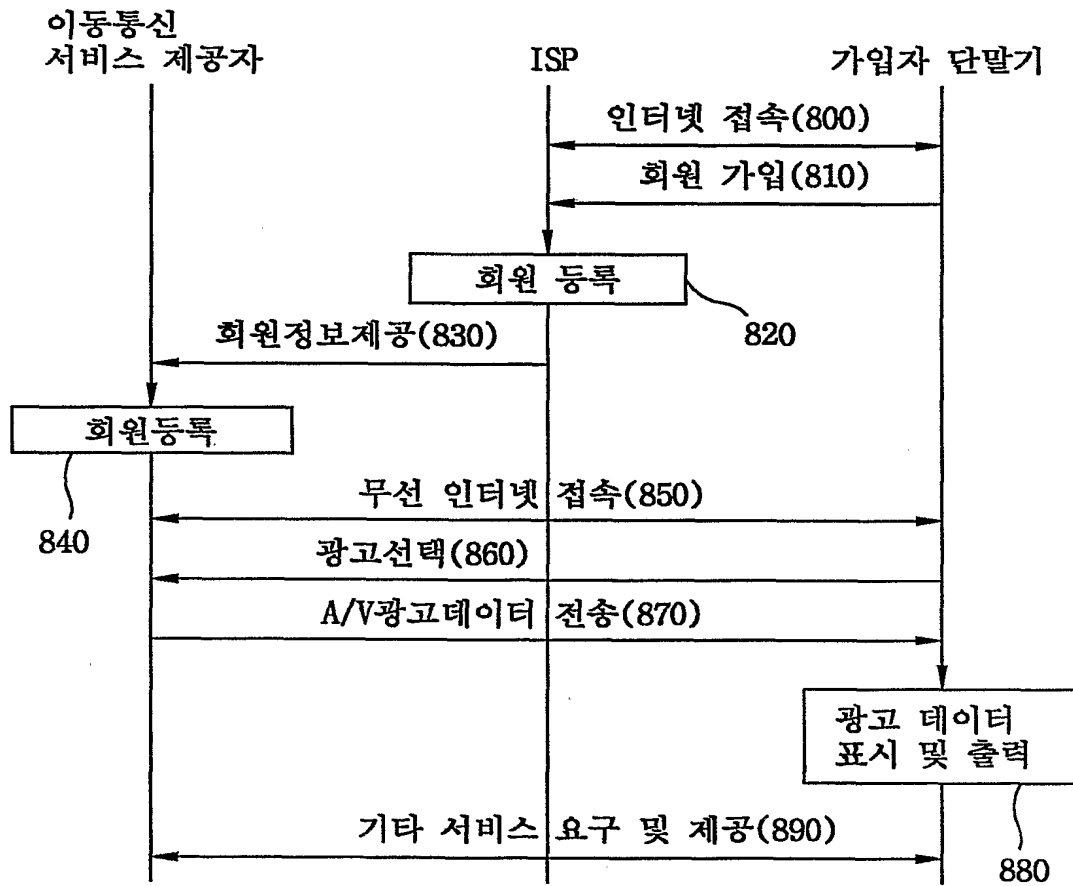 이동통신
서비스 제공자
ISP
가입자 단말기
인터넷 접속(800)
회원 가입(810)
회원 등록
820
회원정보제공(830)
회원등록
840
무선 인터넷 접속(850)
광고선택(860)
A/V광고데이터 전송(870)
광고 데이터
표시 및 출력
880
기타 서비스 요구 및 제공(890)